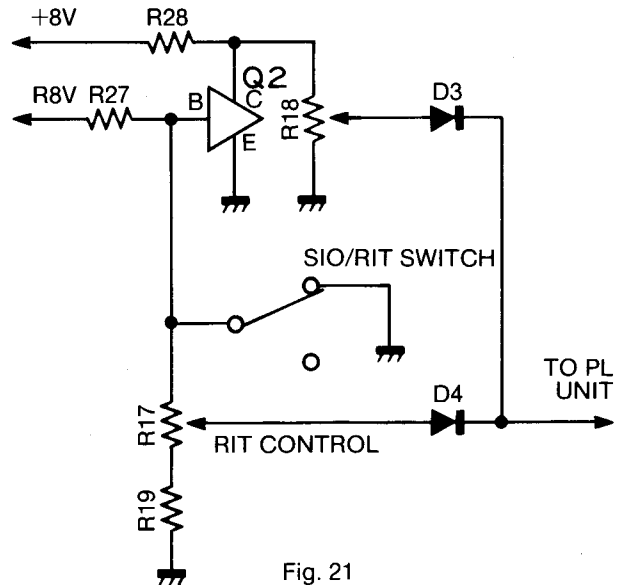 +8V R28
R8V R27 B Q2 C E R18 D3
SIO/RIT SWITCH
TO PL
UNIT
D4
R17 RIT CONTROL
R19
Fig. 21